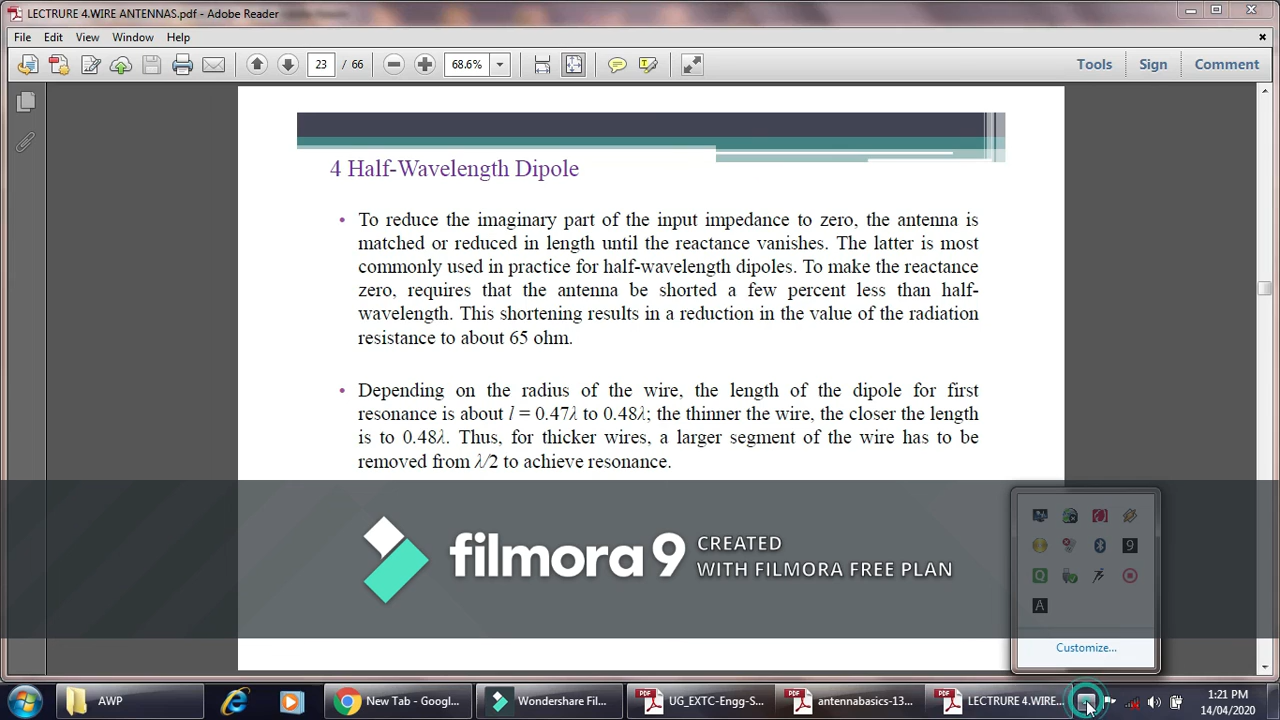 LECTRURE 4.WIRE ANTENNAS.pdf - Adobe Reader
File Edit View Window Help
23 / 66 68.6% Tools Sign Comment
4 Half-Wavelength Dipole
• To reduce the imaginary part of the input impedance to zero, the antenna is
matched or reduced in length until the reactance vanishes. The latter is most
commonly used in practice for half-wavelength dipoles. To make the reactance
zero, requires that the antenna be shorted a few percent less than half-
wavelength. This shortening results in a reduction in the value of the radiation
resistance to about 65 ohm.
• Depending on the radius of the wire, the length of the dipole for first
resonance is about l = 0.47λ to 0.48λ; the thinner the wire, the closer the length
is to 0.48λ. Thus, for thicker wires, a larger segment of the wire has to be
removed from λ/2 to achieve resonance.
filmora 9 CREATED
WITH FILMORA FREE PLAN
9
Q
A
Customize...
AWP New Tab - Googl... Wondershare Fil... UG_EXTC-Engg-S... antennabasics-13... LECTRURE 4.WIRE... 1:21 PM
14/04/2020